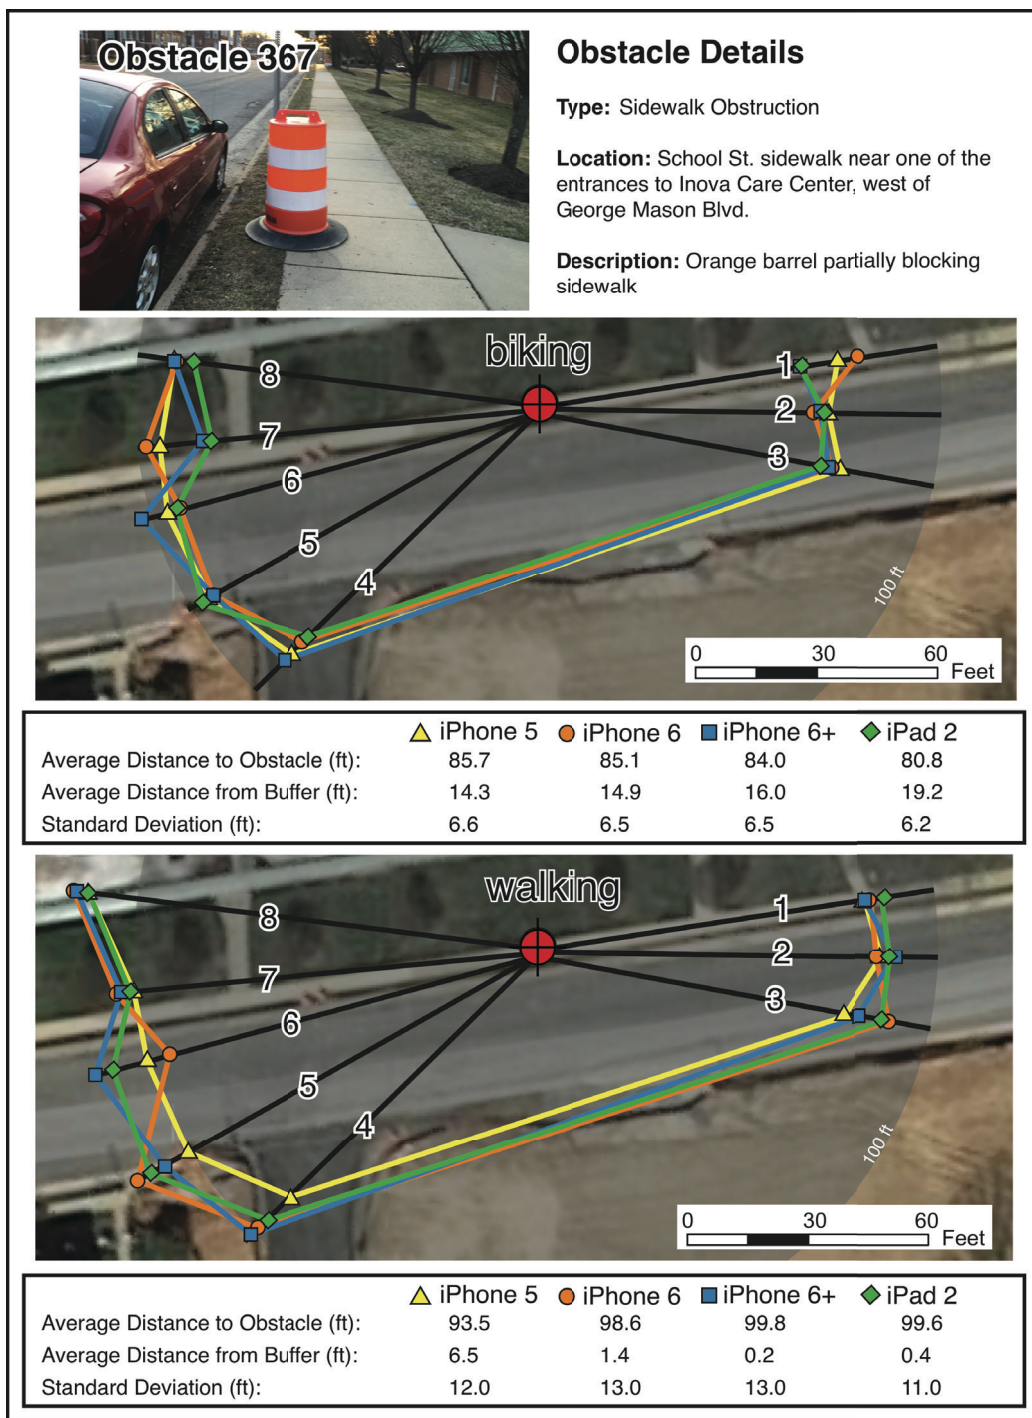 Obstacle 367
Obstacle Details
Type: Sidewalk Obstruction
Location: School St. sidewalk near one of the
entrances to Inova Care Center, west of
George Mason Blvd.
Description: Orange barrel partially blocking
sidewalk
biking
8
1
7
2
6
3
5
4
100 ft
0 30 60
Feet
iPhone 5 iPhone 6 iPhone 6+ iPad 2
Average Distance to Obstacle (ft): 85.7 85.1 84.0 80.8
Average Distance from Buffer (ft): 14.3 14.9 16.0 19.2
Standard Deviation (ft): 6.6 6.5 6.5 6.2
walking
8
1
7
2
6
3
5
4
100 ft
0 30 60
Feet
iPhone 5 iPhone 6 iPhone 6+ iPad 2
Average Distance to Obstacle (ft): 93.5 98.6 99.8 99.6
Average Distance from Buffer (ft): 6.5 1.4 0.2 0.4
Standard Deviation (ft): 12.0 13.0 13.0 11.0